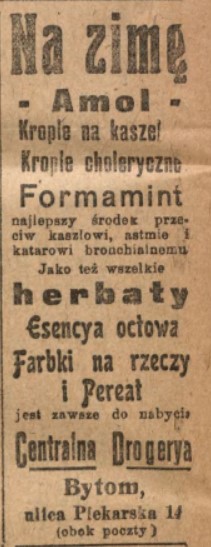 Na zimę
- Amol -
Krople na kaszel
Krople choleryczne
Formamint
najlepszy środek prze-
ciw kaszlowi, astmie i
katarowi bronchialnemu
Jako też wszelkie
herbaty
Esencya octowa
Farbki na rzeczy
i Pereat
jest zawsze do nabycia
Centralna Drogerya
Bytom,
ulica Piekarska
(obok poczty)